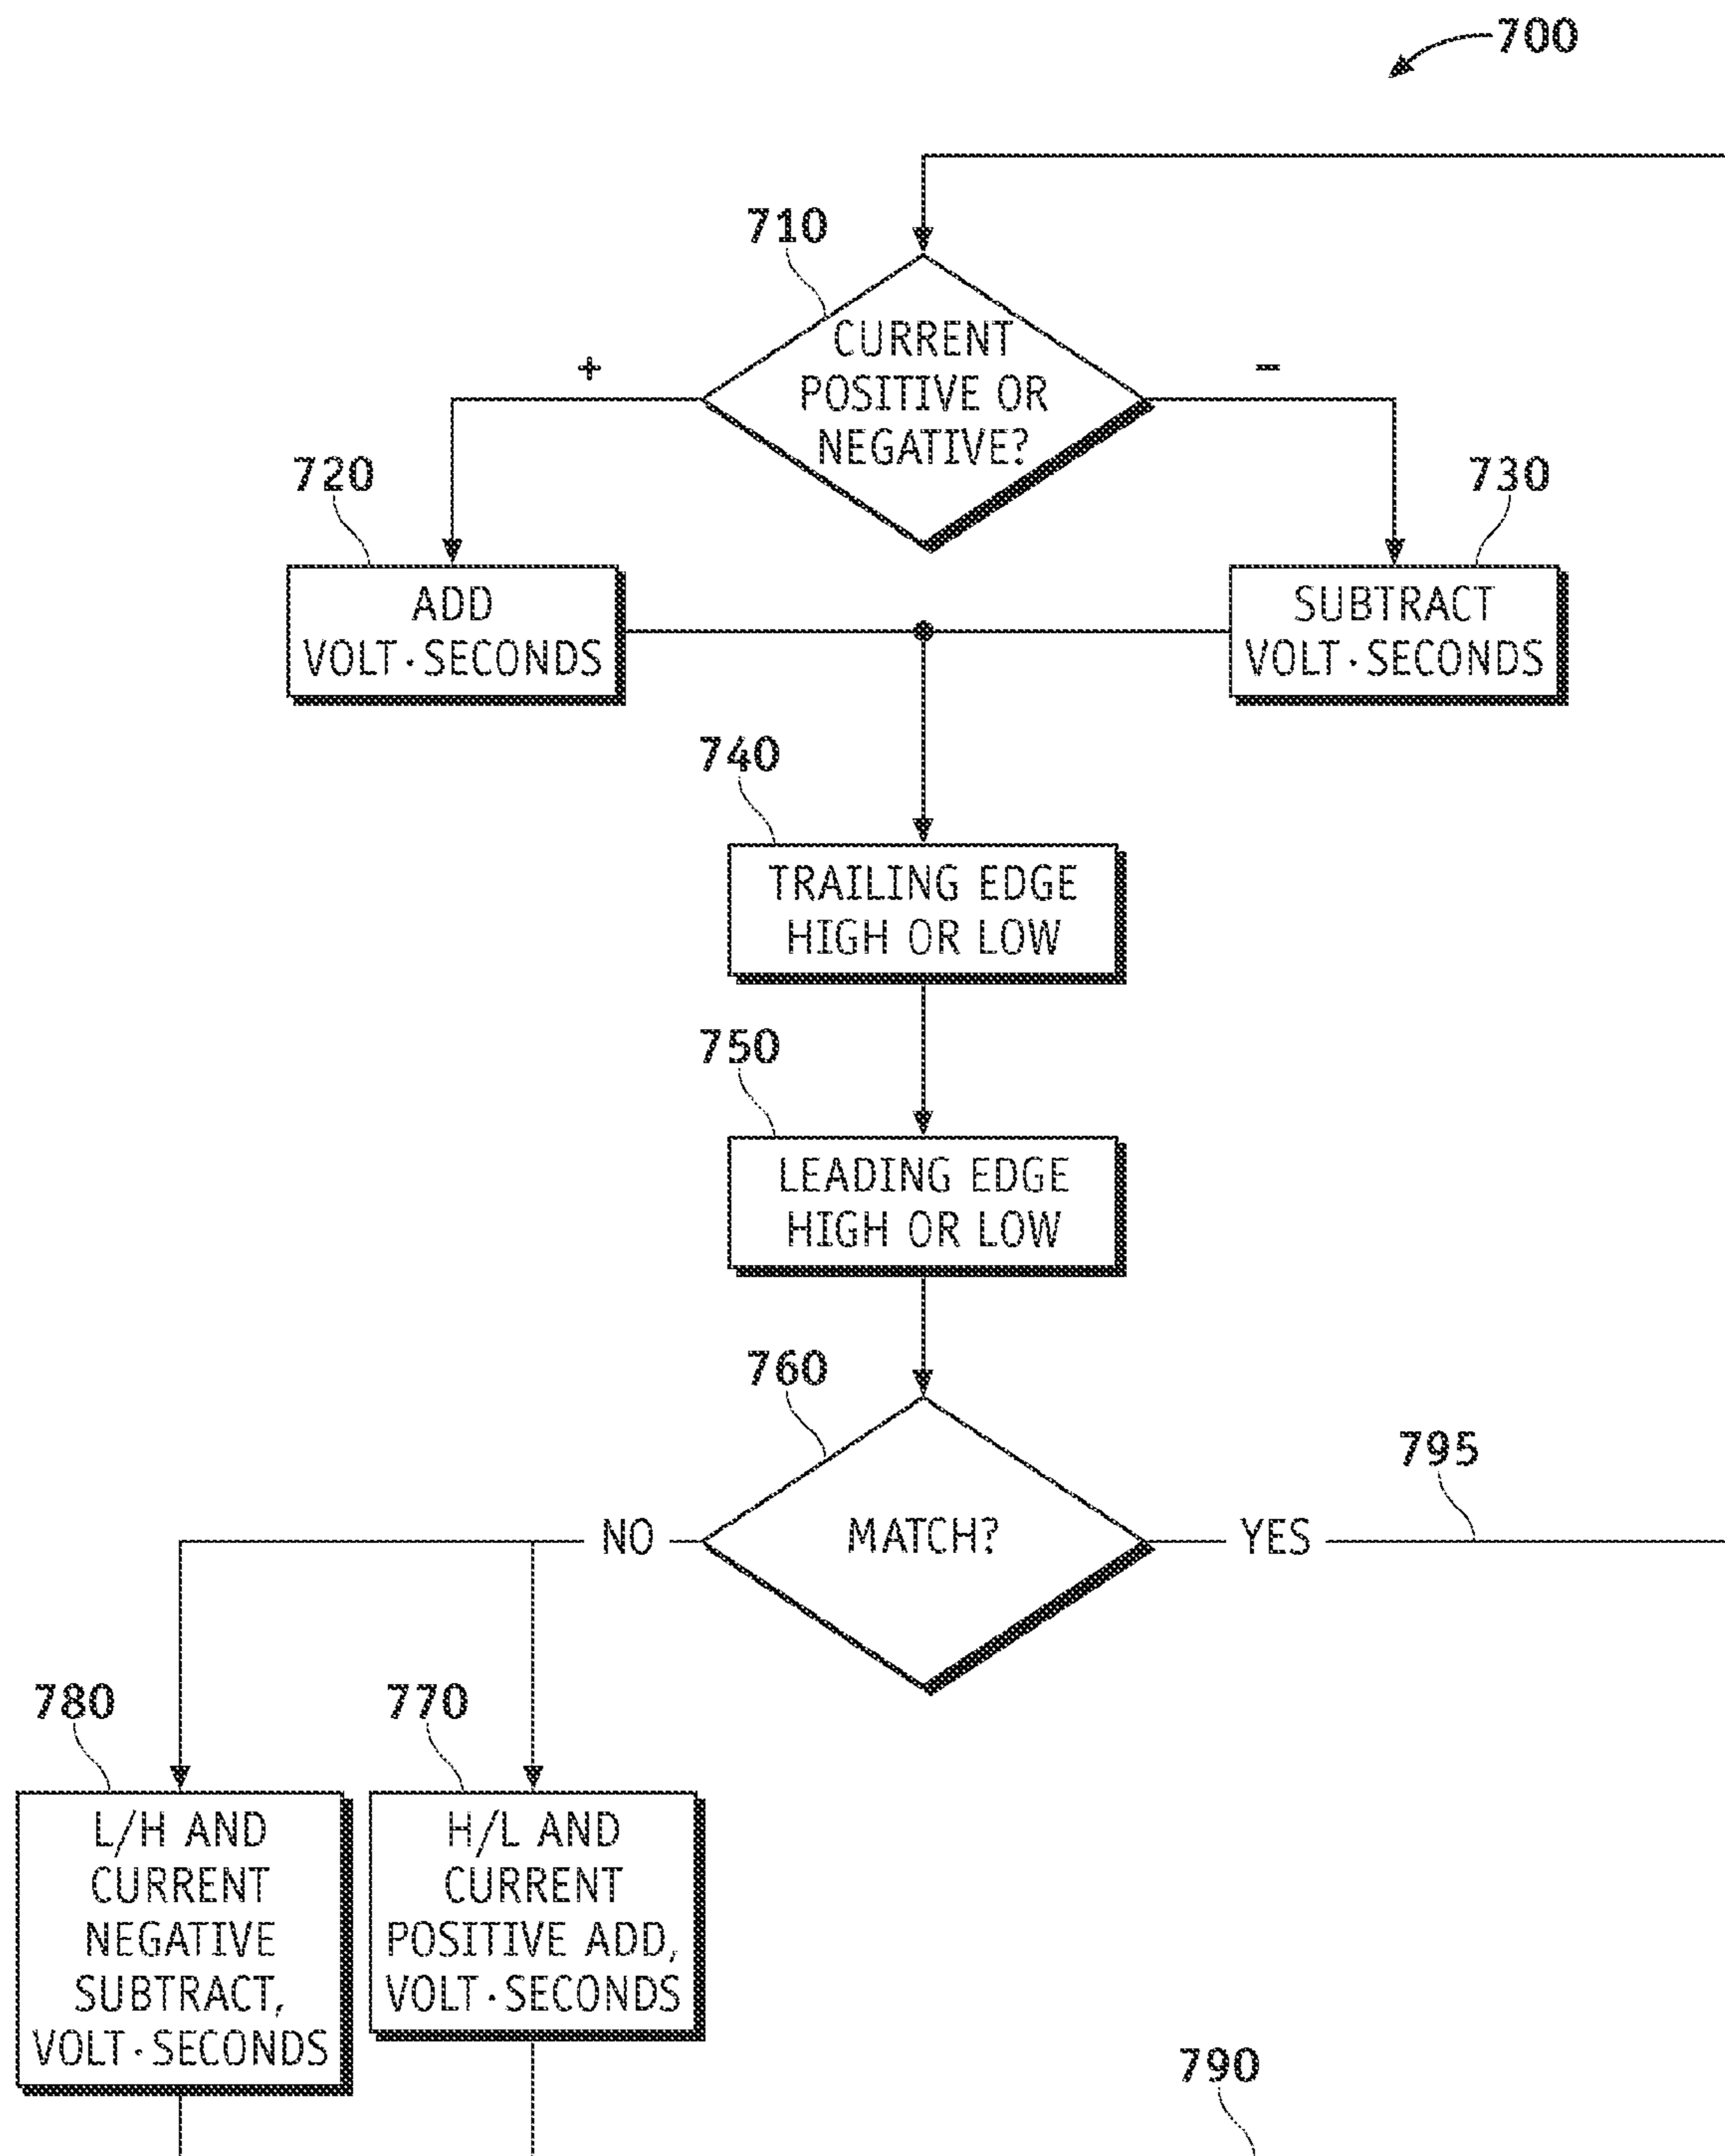 700
710
CURRENT
POSITIVE OR
NEGATIVE?
+
−
720
ADD
VOLT·SECONDS
730
SUBTRACT
VOLT·SECONDS
740
TRAILING EDGE
HIGH OR LOW
750
LEADING EDGE
HIGH OR LOW
760
MATCH?
NO
YES
795
780
L/H AND
CURRENT
NEGATIVE
SUBTRACT,
VOLT·SECONDS
770
H/L AND
CURRENT
POSITIVE ADD,
VOLT·SECONDS
790